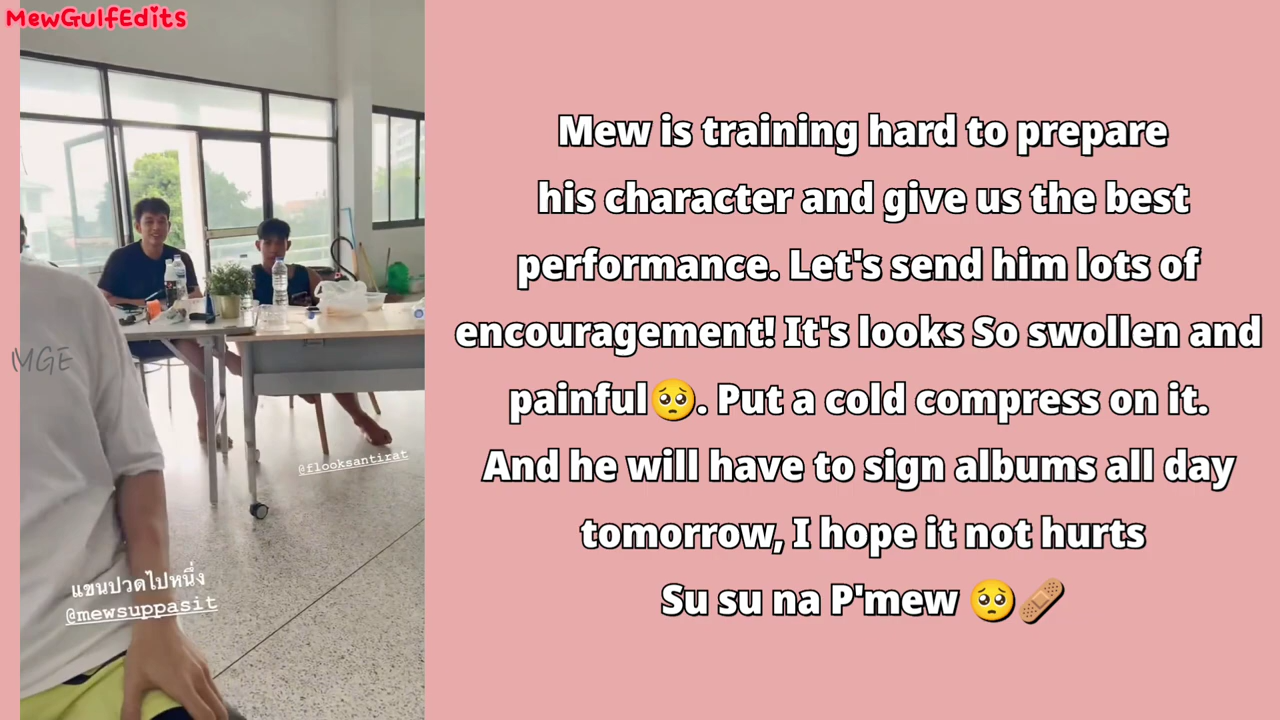 MewGulfEdits
MGE
@flooksantirat
แขนปวดไปหนึ่ง
@mewsuppasit
Mew is training hard to prepare
his character and give us the best
performance. Let's send him lots of
encouragement! It's looks So swollen and
painful🥺. Put a cold compress on it.
And he will have to sign albums all day
tomorrow, I hope it not hurts
Su su na P'mew 🥺🩹